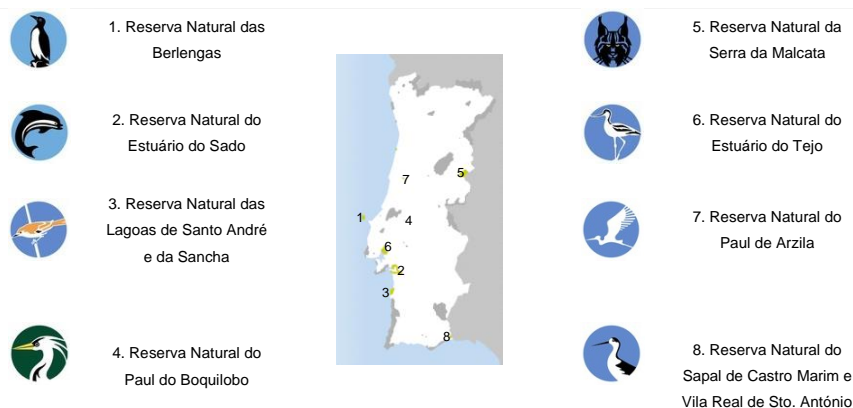 1. Reserva Natural das
Berlengas
2. Reserva Natural do
Estuário do Sado
3. Reserva Natural das
Lagoas de Santo André
e da Sancha
4. Reserva Natural do
Paul do Boquilobo
5
7
1
4
6
2
3
8
5. Reserva Natural da
Serra da Malcata
6. Reserva Natural do
Estuário do Tejo
7. Reserva Natural do
Paul de Arzila
8. Reserva Natural do
Sapal de Castro Marim e
Vila Real de Sto. António